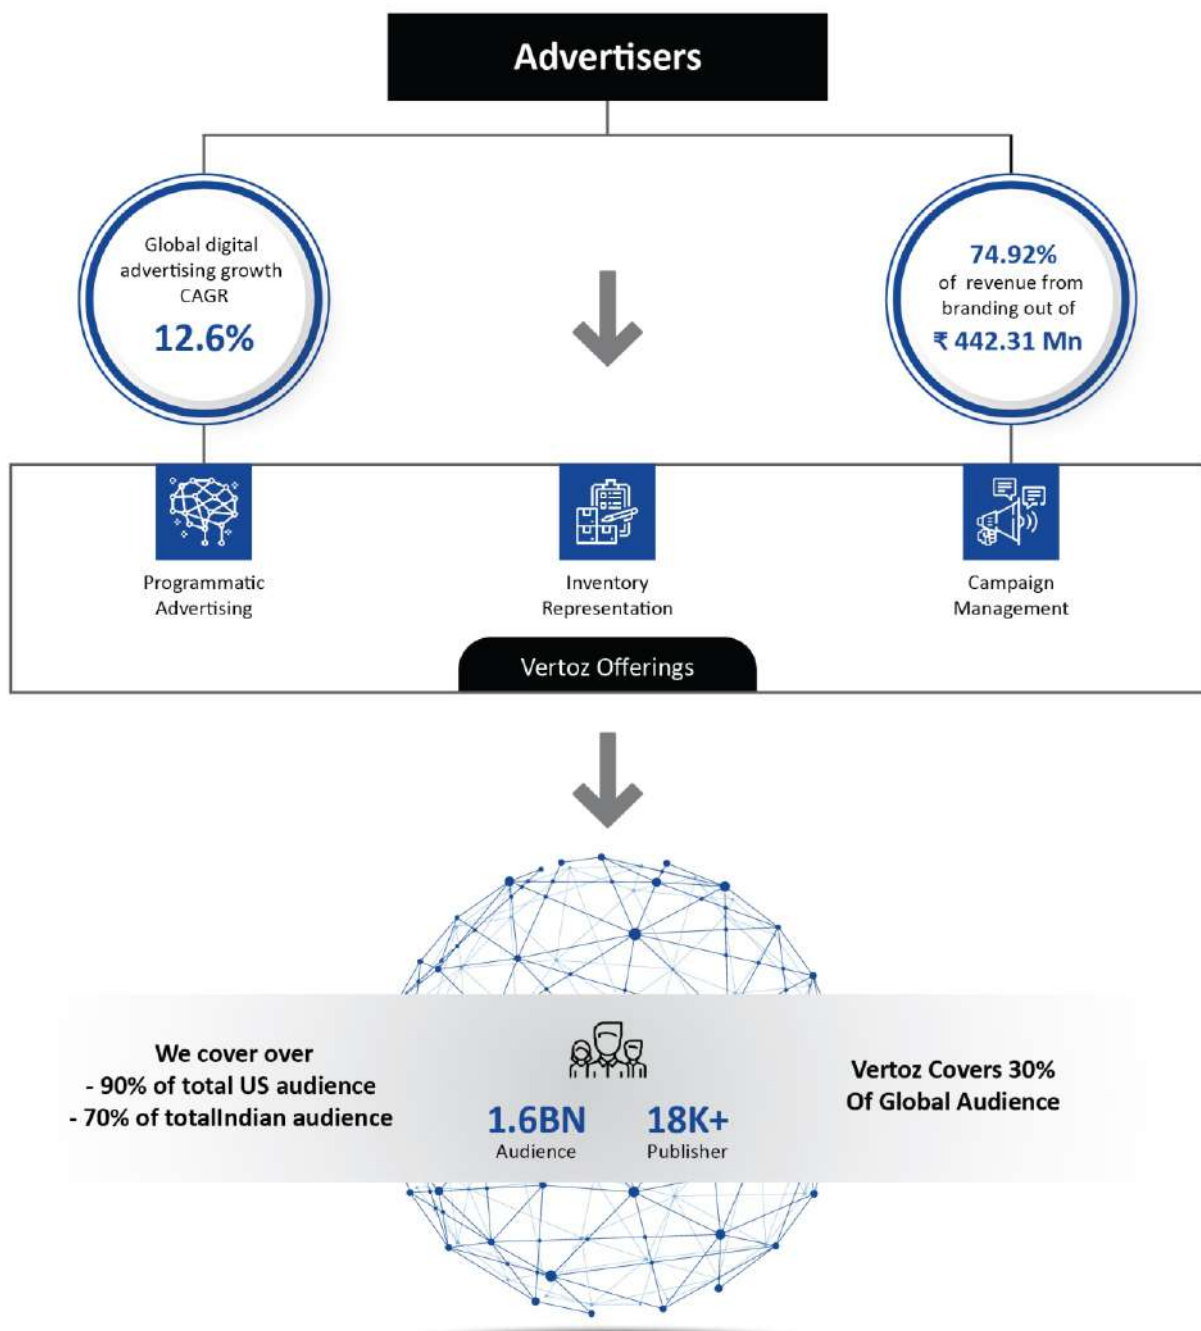 Advertisers
Global digital
advertising growth
CAGR
12.6%
74.92%
of revenue from
branding out of
₹ 442.31 Mn
Programmatic
Advertising
Inventory
Representation
Campaign
Management
Vertoz Offerings
We cover over
- 90% of total US audience
- 70% of totalIndian audience
1.6BN
Audience
18K+
Publisher
Vertoz Covers 30%
Of Global Audience